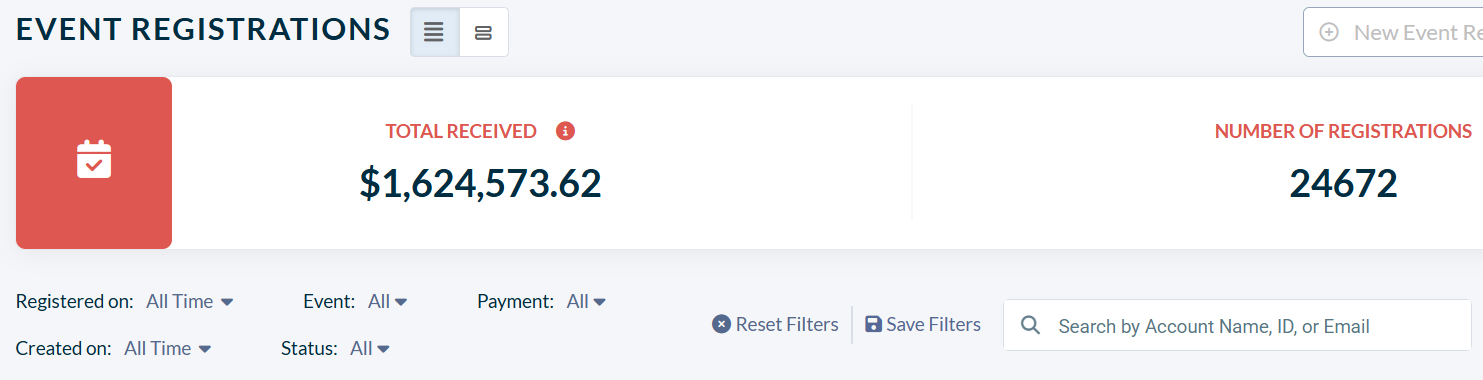 EVENT REGISTRATIONS
New Event Re
TOTAL RECEIVED
$1,624,573.62
NUMBER OF REGISTRATIONS
24672
Registered on: All Time
Event: All
Payment: All
Reset Filters
Save Filters
Search by Account Name, ID, or Email
Created on: All Time
Status: All